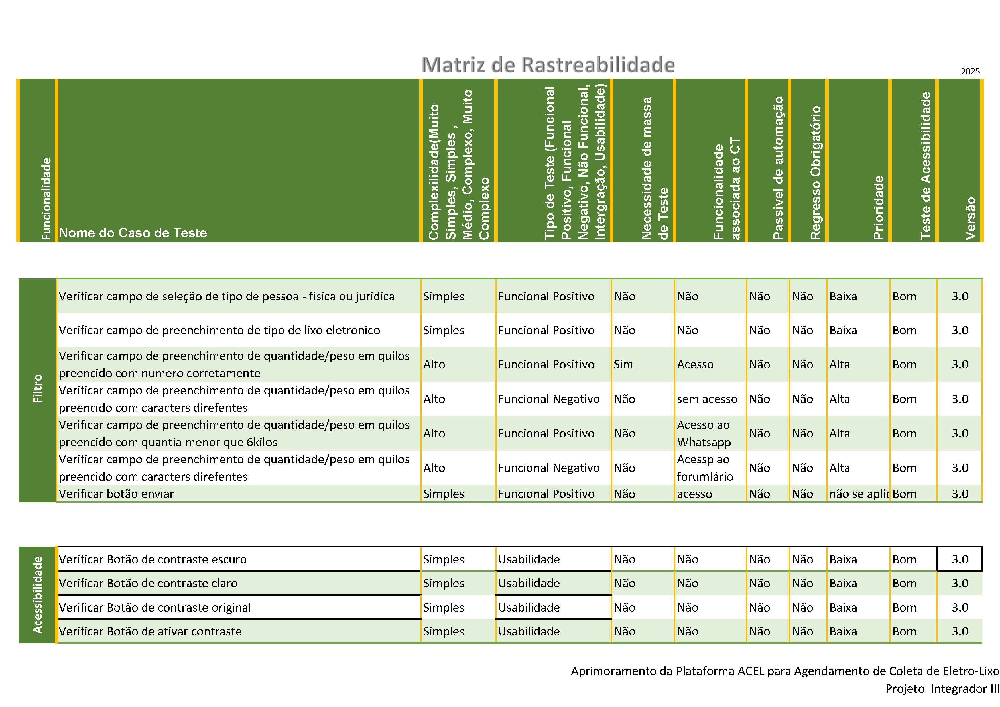 Matriz de Rastreabilidade
2025
Funcionalidade
Nome do Caso de Teste
Complexilidade(Muito
Simples, Simples ,
Médio, Complexo, Muito
Complexo
Tipo de Teste (Funcional
Positivo, Funcional
Negativo, Não Funcional,
Intergração, Usabilidade)
Necessidade de massa
de Teste
Funcionalidade
associada ao CT
Passível de automação
Regresso Obrigatório
Prioridade
Teste de Acessibilidade
Versão
Filtro
Verificar campo de seleção de tipo de pessoa - física ou juridica Simples Funcional Positivo Não Não Não Não Baixa Bom 3.0
Verificar campo de preenchimento de tipo de lixo eletronico Simples Funcional Positivo Não Não Não Não Baixa Bom 3.0
Verificar campo de preenchimento de quantidade/peso em quilos
preencido com numero corretamente
Alto Funcional Positivo Sim Acesso Não Não Alta Bom 3.0
Verificar campo de preenchimento de quantidade/peso em quilos
preencido com caracters direfentes
Alto Funcional Negativo Não sem acesso Não Não Alta Bom 3.0
Verificar campo de preenchimento de quantidade/peso em quilos
preencido com quantia menor que 6kilos
Alto Funcional Positivo Não
Acesso ao
Whatsapp
Não Não Alta Bom 3.0
Verificar campo de preenchimento de quantidade/peso em quilos
preencido com caracters direfentes
Alto Funcional Negativo Não
Acessp ao
forumlário
Não Não Alta Bom 3.0
Verificar botão enviar Simples Funcional Positivo Não acesso Não Não não se aplic Bom 3.0
Acessibilidade
Verificar Botão de contraste escuro Simples Usabilidade Não Não Não Não Baixa Bom 3.0
Verificar Botão de contraste claro Simples Usabilidade Não Não Não Não Baixa Bom 3.0
Verificar Botão de contraste original Simples Usabilidade Não Não Não Não Baixa Bom 3.0
Verificar Botão de ativar contraste Simples Usabilidade Não Não Não Não Baixa Bom 3.0
Aprimoramento da Plataforma ACEL para Agendamento de Coleta de Eletro-Lixo
Projeto Integrador III